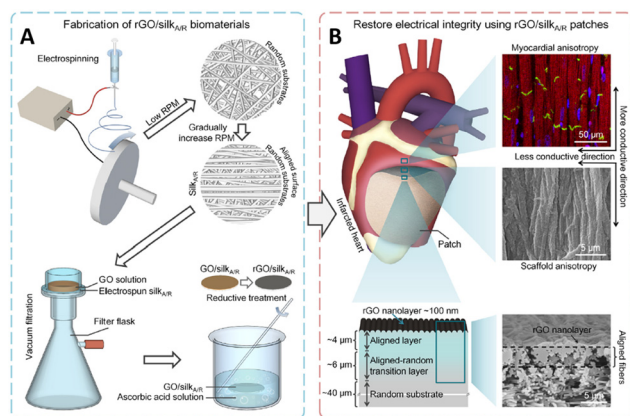 A
Fabrication of rGO/silkA/R biomaterials
Electrospinning
Low RPM
Random
substrates
Gradually
increase RPM
SilkA/R
Aligned surface
Random substrates
GO/silkA/R
rGO/silkA/R
Reductive treatment
GO solution
Electrospun silkA/R
Vacuum filtration
Filter flask
GO/silkA/R
Ascorbic acid solution
B
Restore electrical integrity using rGO/silkA/R patches
Myocardial anisotropy
50 μm
More conductive direction
Less conductive direction
Infarcted heart
Patch
5 μm
Scaffold anisotropy
rGO nanolayer ~100 nm
~4 μm
Aligned layer
~6 μm
Aligned-random
transition layer
~40 μm
Random substrate
rGO nanolayer
Aligned
fibers
5 μm